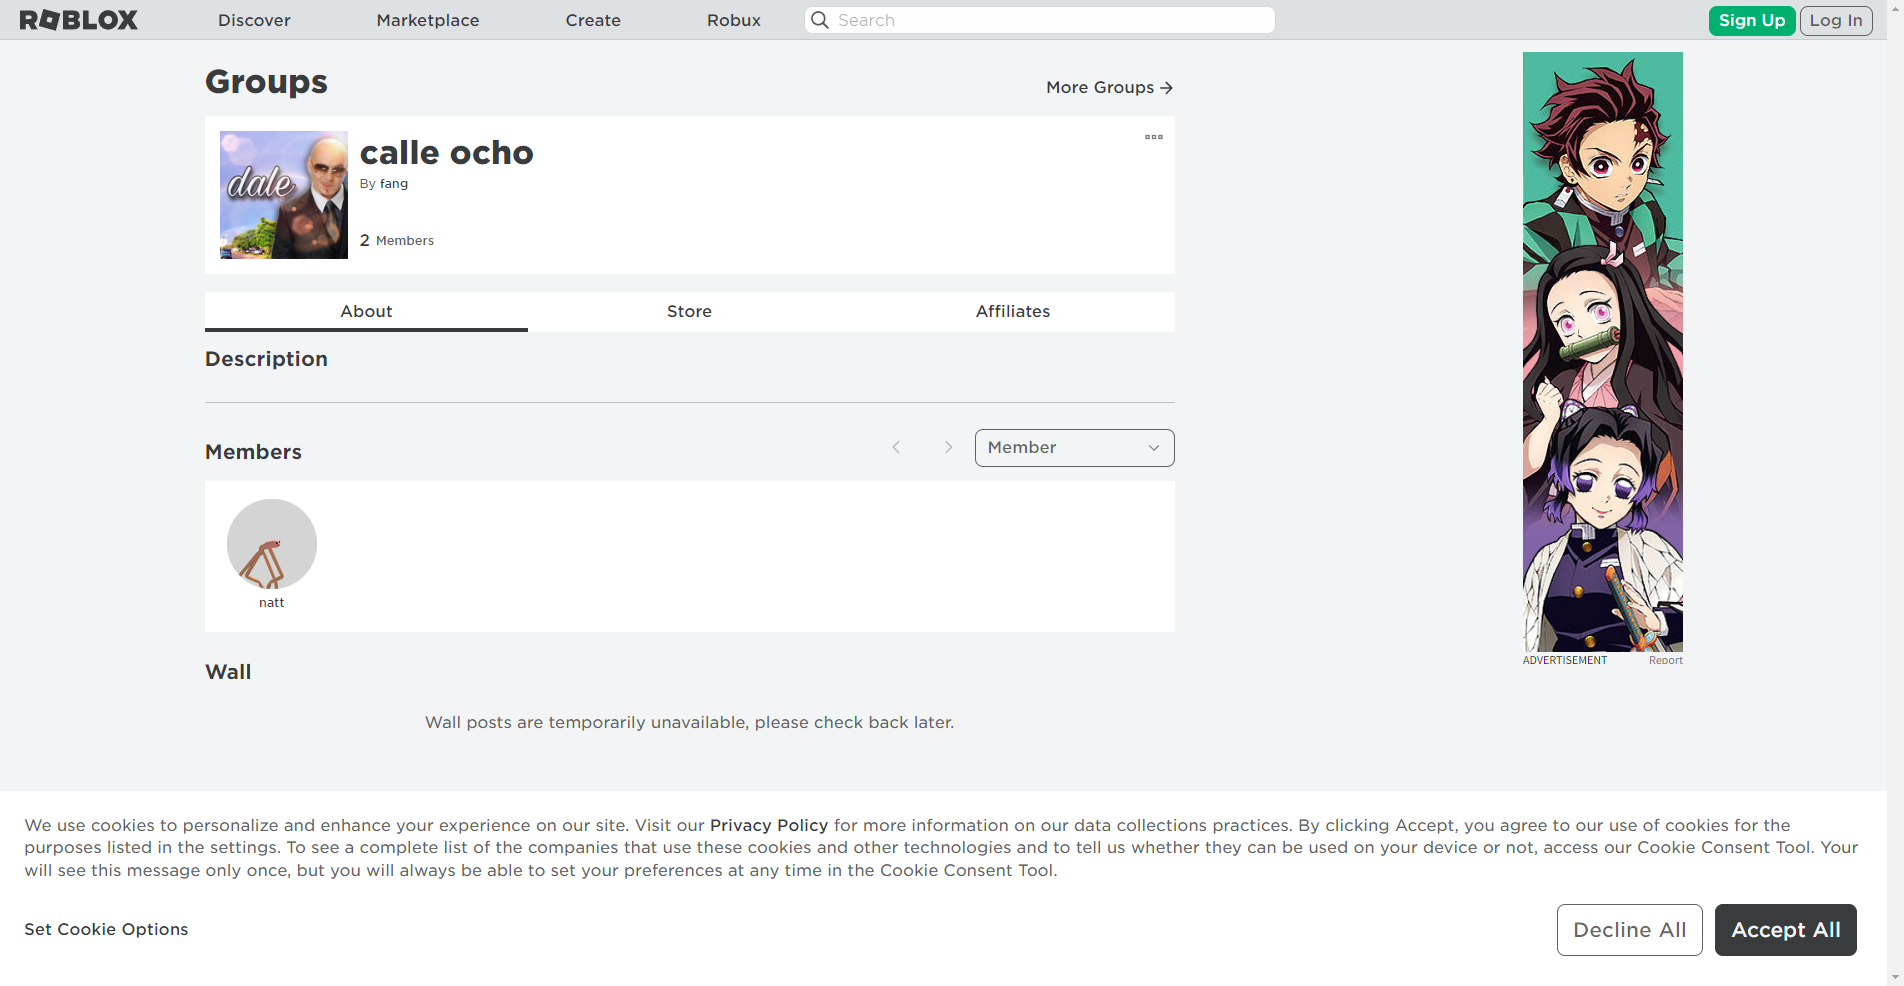 ROBLOX
Discover
Marketplace
Create
Robux
Search
Sign Up
Log In
Groups
More Groups
dale
calle ocho
By fang
2 Members
About
Store
Affiliates
Description
Members
Member
natt
Wall
Wall posts are temporarily unavailable, please check back later.
ADVERTISEMENT
Report
We use cookies to personalize and enhance your experience on our site. Visit our Privacy Policy for more information on our data collections practices. By clicking Accept, you agree to our use of cookies for the
purposes listed in the settings. To see a complete list of the companies that use these cookies and other technologies and to tell us whether they can be used on your device or not, access our Cookie Consent Tool. Your
will see this message only once, but you will always be able to set your preferences at any time in the Cookie Consent Tool.
Set Cookie Options
Decline All
Accept All